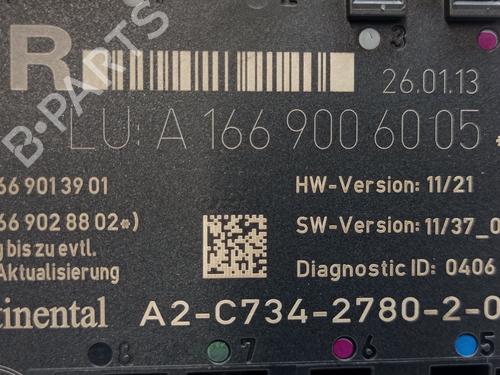 R
26.01.13
3
LU: A 166 900 60 05
66 901 39 01
HW-Version: 11/21
66 902 88 02*)
SW-Version: 11/37_0
g bis zu evtl.
Aktualisierung
Diagnostic ID: 0406
tinental A2-C734-2780-2-0
8 7 6 5
B-PARTS